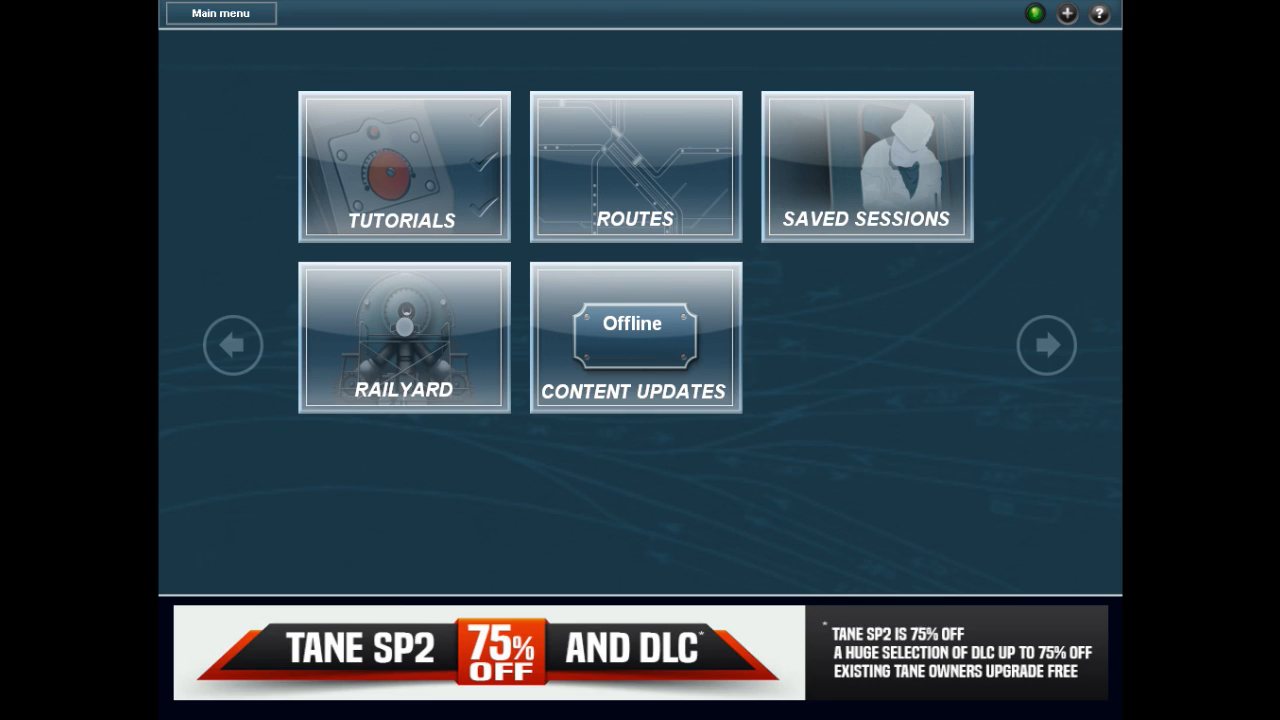 Main menu
?
TUTORIALS
ROUTES
SAVED SESSIONS
RAILYARD
Offline
CONTENT UPDATES
TANE SP2 75% OFF AND DLC*
* TANE SP2 IS 75% OFF
A HUGE SELECTION OF DLC UP TO 75% OFF
EXISTING TANE OWNERS UPGRADE FREE